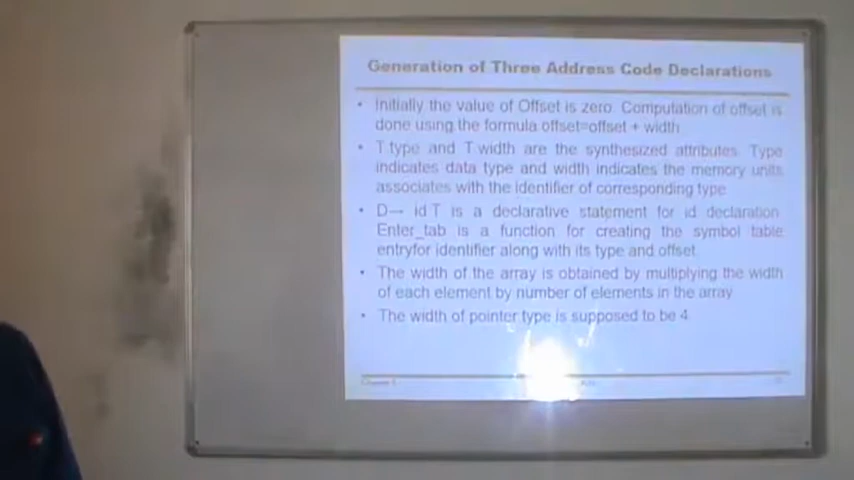 Generation of Three Address Code Declarations
• Initially the value of Offset is zero. Computation of offset is
done using the formula offset=offset + width.
• T.type and T.width are the synthesized attributes. Type
indicates data type and width indicates the memory units
associates with the identifier of corresponding type.
• D→ id:T is a declarative statement for id declaration.
Enter_tab is a function for creating the symbol table
entryfor identifier along with its type and offset.
• The width of the array is obtained by multiplying the width
of each element by number of elements in the array.
• The width of pointer type is supposed to be 4.